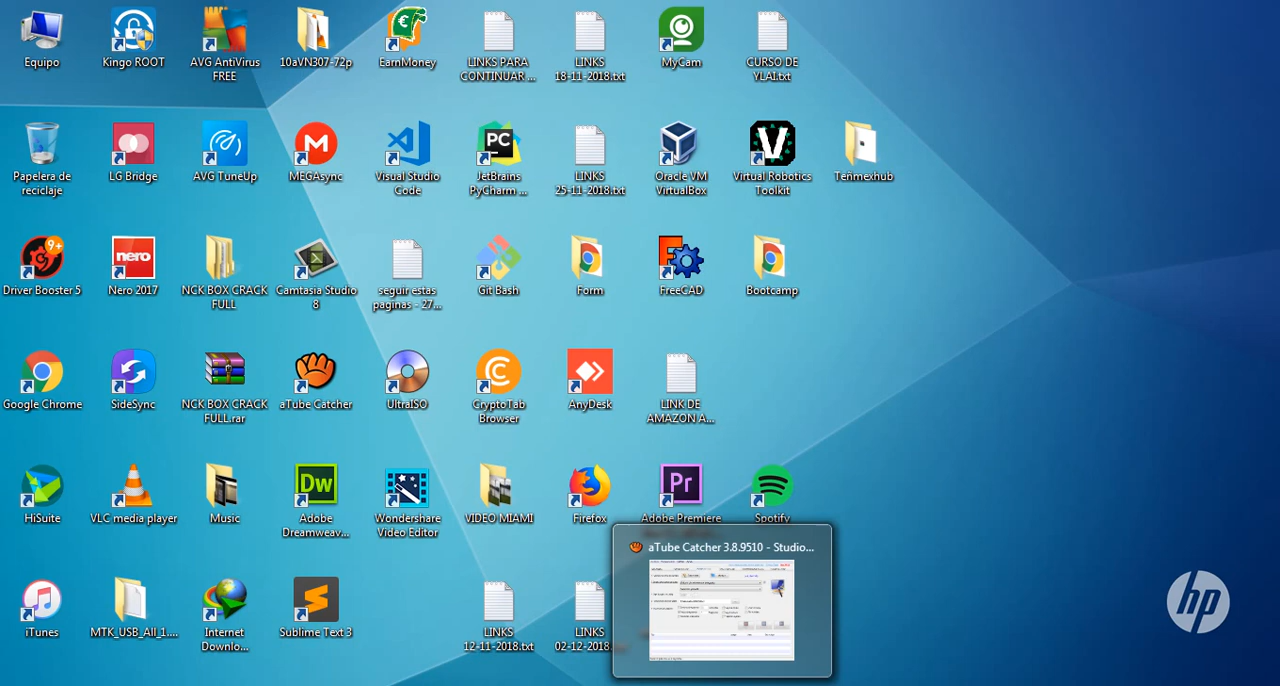 Equipo
Kingo ROOT
AVG AntiVirus
FREE
10aVN307-72p
EarnMoney
LINKS PARA
CONTINUAR ...
LINKS
18-11-2018.txt
MyCam
CURSO DE
YLAI.txt
Papelera de
reciclaje
LG Bridge
AVG TuneUp
M
MEGAsync
Visual Studio
Code
PC
JetBrains
PyCharm ...
LINKS
25-11-2018.txt
Oracle VM
VirtualBox
V
Virtual Robotics
Toolkit
Teñmexhub
9+
Driver Booster 5
nero
Nero 2017
NCK BOX CRACK
FULL
Camtasia Studio
8
seguir estas
paginas - 27...
Git Bash
Form
FreeCAD
Bootcamp
Google Chrome
SideSync
NCK BOX CRACK
FULL.rar
aTube Catcher
UltraISO
CryptoTab
Browser
AnyDesk
LINK DE
AMAZON A...
HiSuite
VLC media player
Music
Dw
Adobe
Dreamweav...
Wondershare
Video Editor
VIDEO MIAMI
Firefox
Pr
Adobe Premiere
Spotify
aTube Catcher 3.8.9510 - Studio...
iTunes
MTK_USB_All_1....
Internet
Downlo...
Sublime Text 3
LINKS
12-11-2018.txt
LINKS
02-12-2018
hp